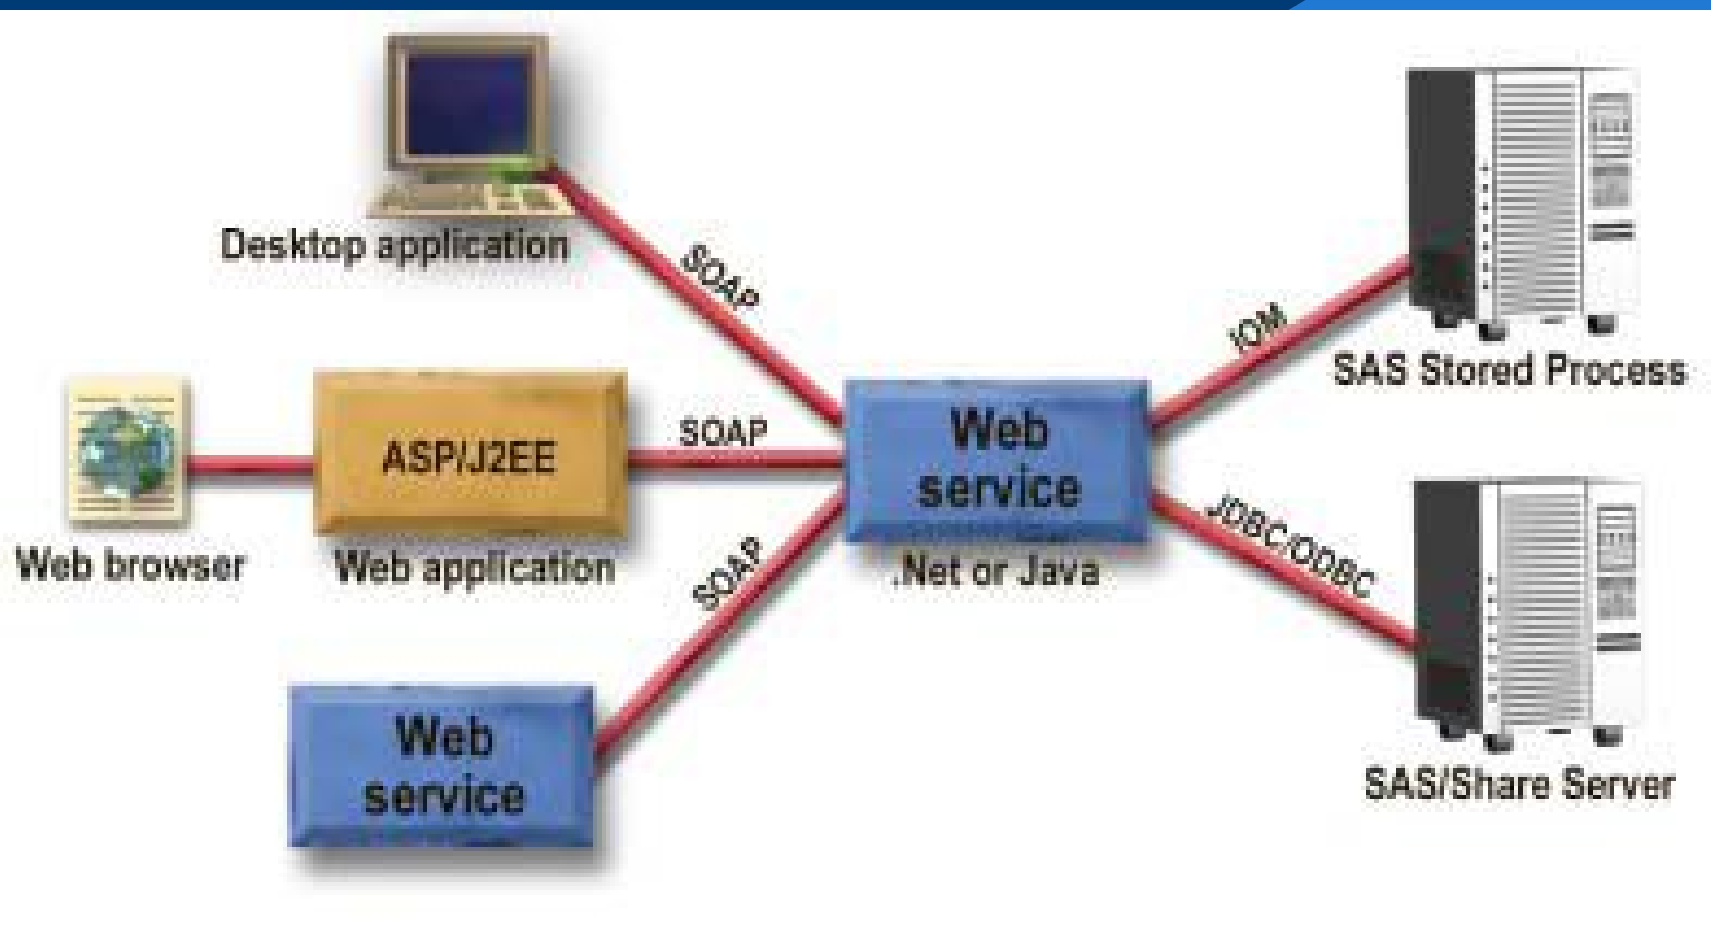 Desktop application
SOAP
IOM
SAS Stored Process
ASP/J2EE
SOAP
Web
service
Web browser
Web application
SOAP
.Net or Java
JDBC/ODBC
Web
service
SAS/Share Server